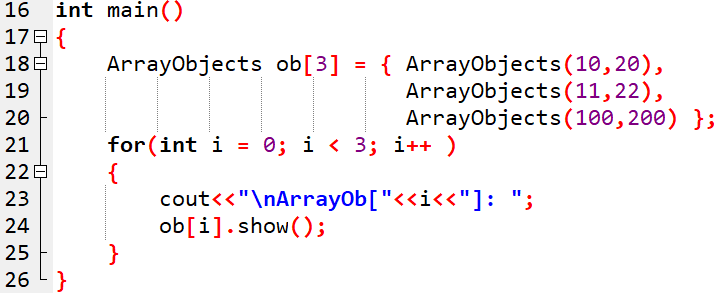 16 int main()
17 {
18 ArrayObjects ob[3] = { ArrayObjects(10,20),
19 ArrayObjects(11,22),
20 ArrayObjects(100,200) };
21 for(int i = 0; i < 3; i++ )
22 {
23 cout<<"\nArrayOb["<<i<<"]: ";
24 ob[i].show();
25 }
26 }